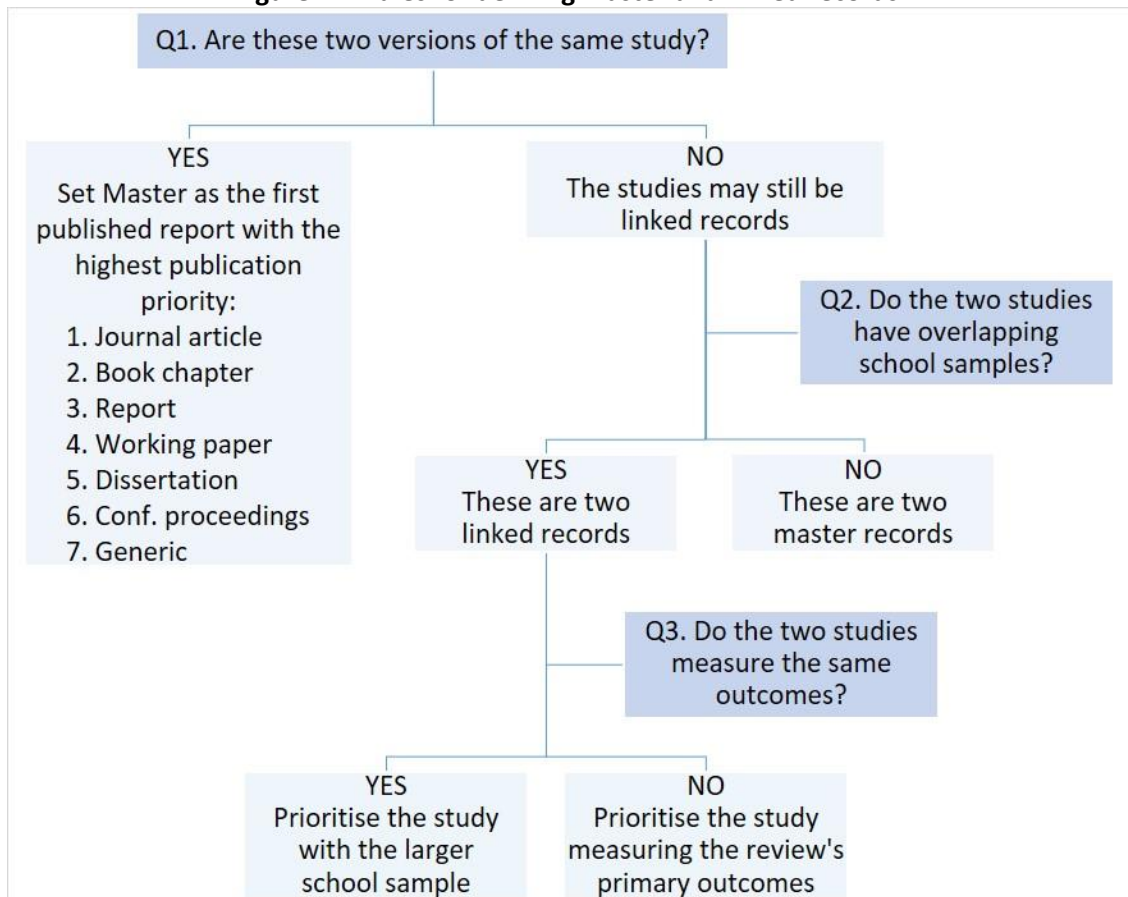 Q1. Are these two versions of the same study?
YES
Set Master as the first
published report with the
highest publication
priority:
1. Journal article
2. Book chapter
3. Report
4. Working paper
5. Dissertation
6. Conf. proceedings
7. Generic
NO
The studies may still be
linked records
Q2. Do the two studies
have overlapping
school samples?
YES
These are two
linked records
NO
These are two
master records
Q3. Do the two studies
measure the same
outcomes?
YES
Prioritise the study
with the larger
school sample
NO
Prioritise the study
measuring the review's
primary outcomes